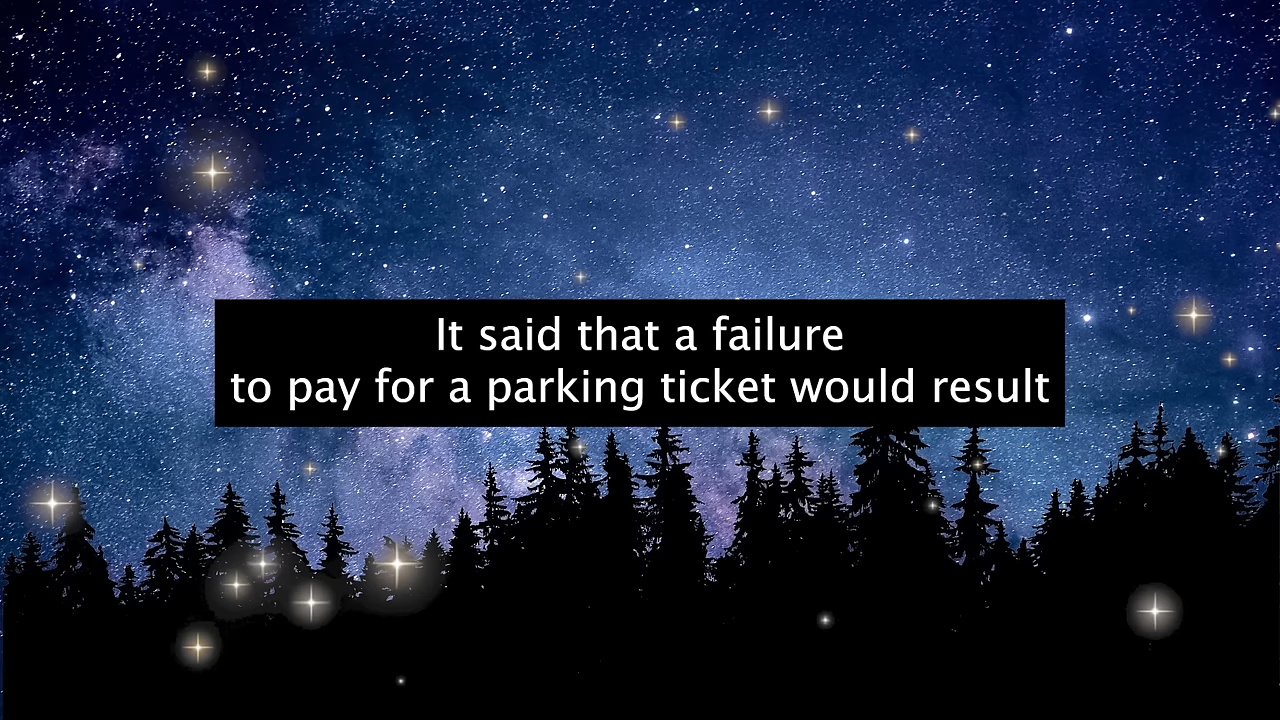 It said that a failure
to pay for a parking ticket would result